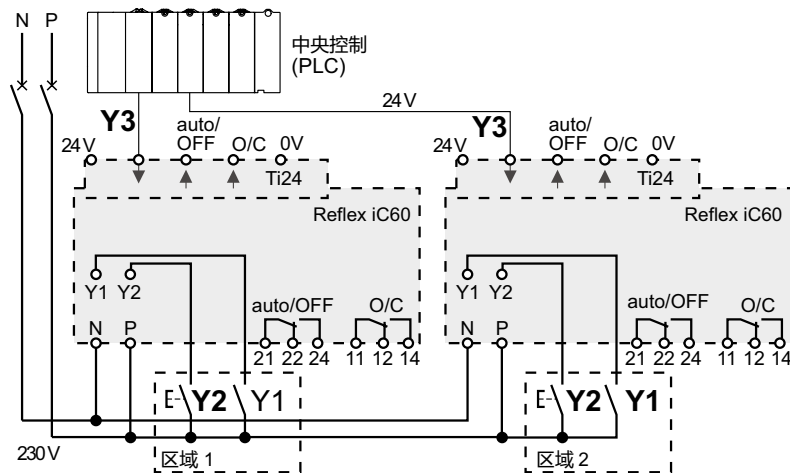 N P
中央控制
(PLC)
24V
Y3
auto/
OFF
24V
O/C
0V
Ti24
Reflex iC60
Y1 Y2
auto/OFF
O/C
N P
21 22 24 11 12 14
Y3
auto/
OFF
24V
O/C
0V
Ti24
Reflex iC60
Y1 Y2
auto/OFF
O/C
N P
21 22 24 11 12 14
E Y2 Y1
E Y2 Y1
230V
区域 1
区域 2